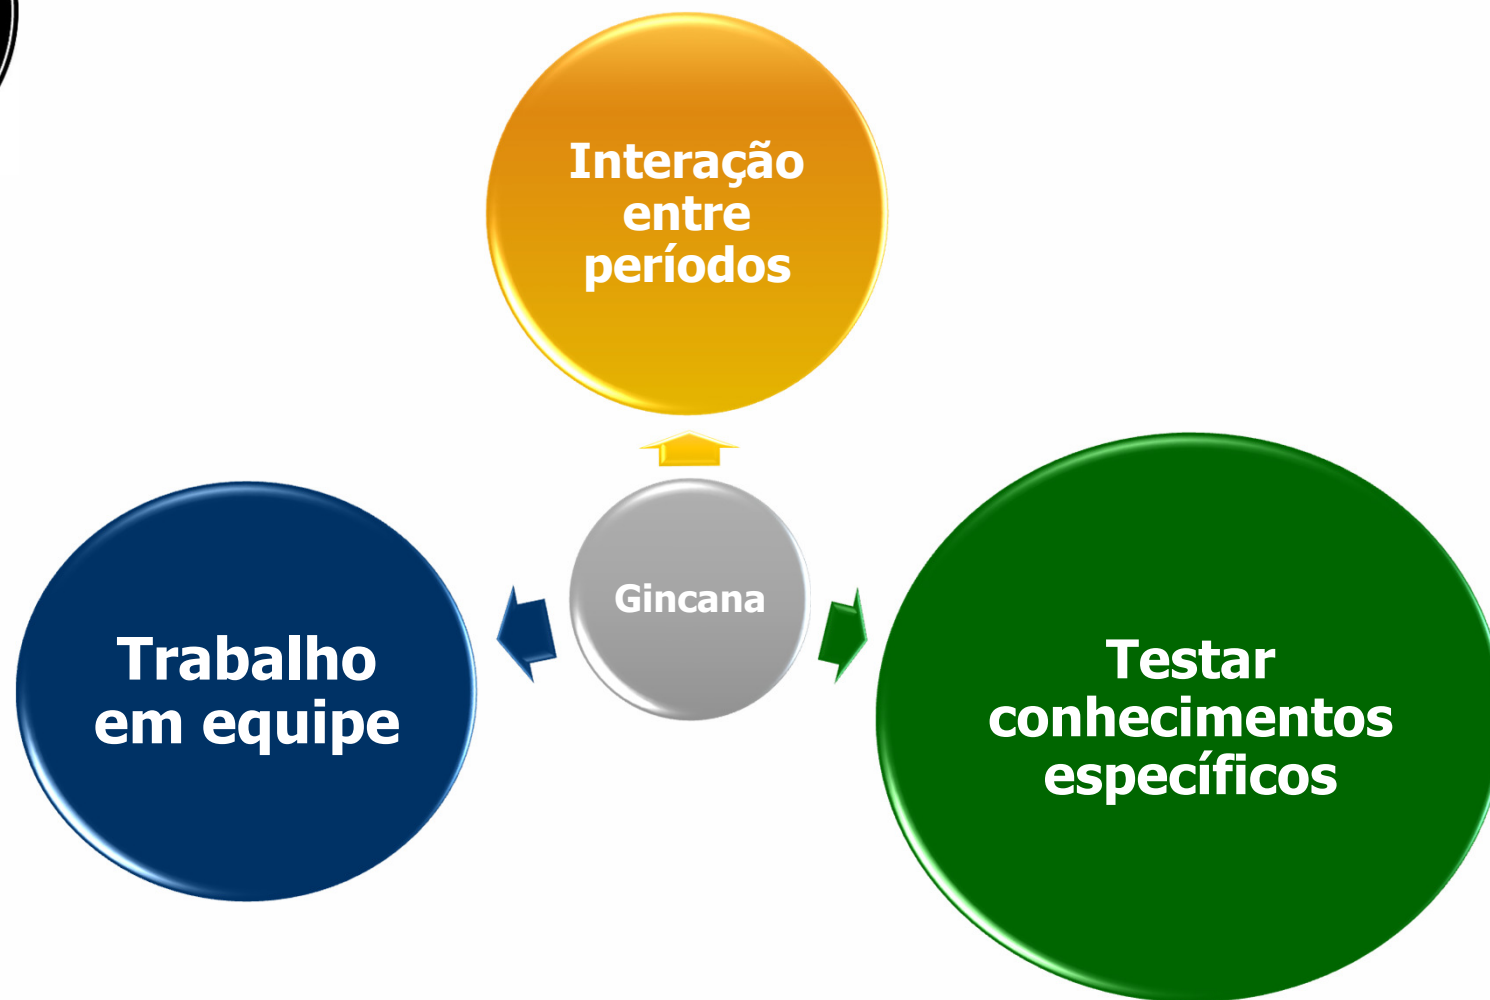 Interação
entre
períodos
Gincana
Trabalho
em equipe
Testar
conhecimentos
específicos